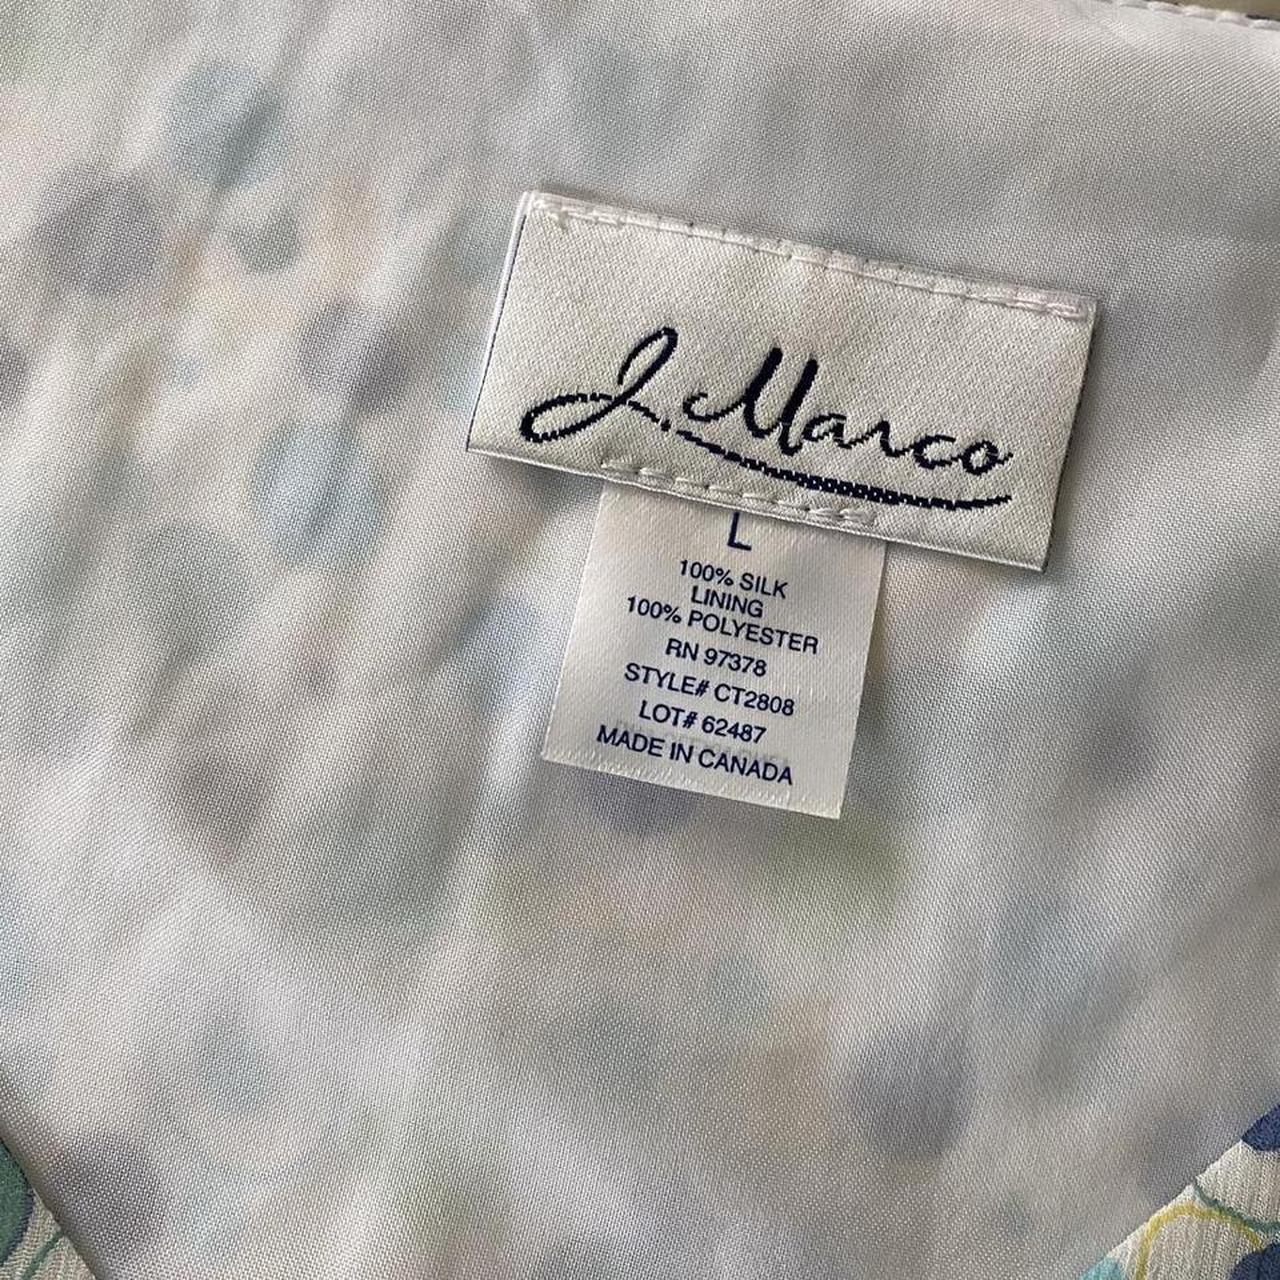 J. Marco
L
100% SILK
LINING
100% POLYESTER
RN 97378
STYLE# CT2808
LOT# 62487
MADE IN CANADA